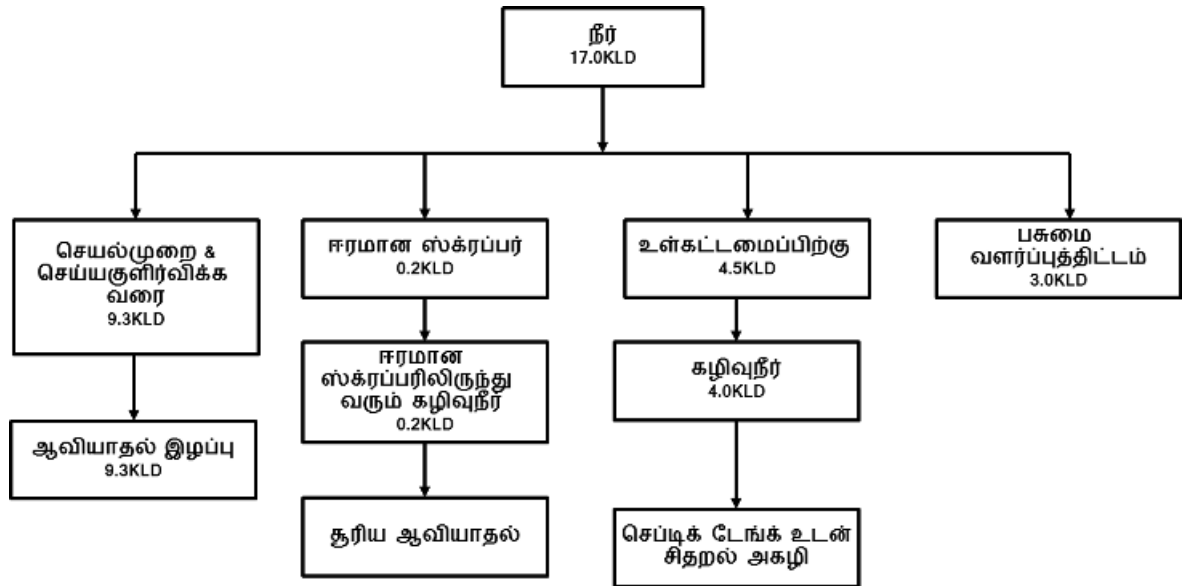 நீர்
17.0KLD
செயல்முறை &
செய்யகுளிர்விக்க
வரை
9.3KLD
ஈரமான ஸ்க்ரப்பர்
0.2KLD
உள்கட்டமைப்பிற்கு
4.5KLD
பசுமை
வளர்ப்புத்திட்டம்
3.0KLD
ஈரமான
ஸ்க்ரப்பரிலிருந்து
வரும் கழிவுநீர்
0.2KLD
கழிவுநீர்
4.0KLD
ஆவியாதல் இழப்பு
9.3KLD
சூரிய ஆவியாதல்
செப்டிக் டேங்க் உடன்
சிதறல் அகழி